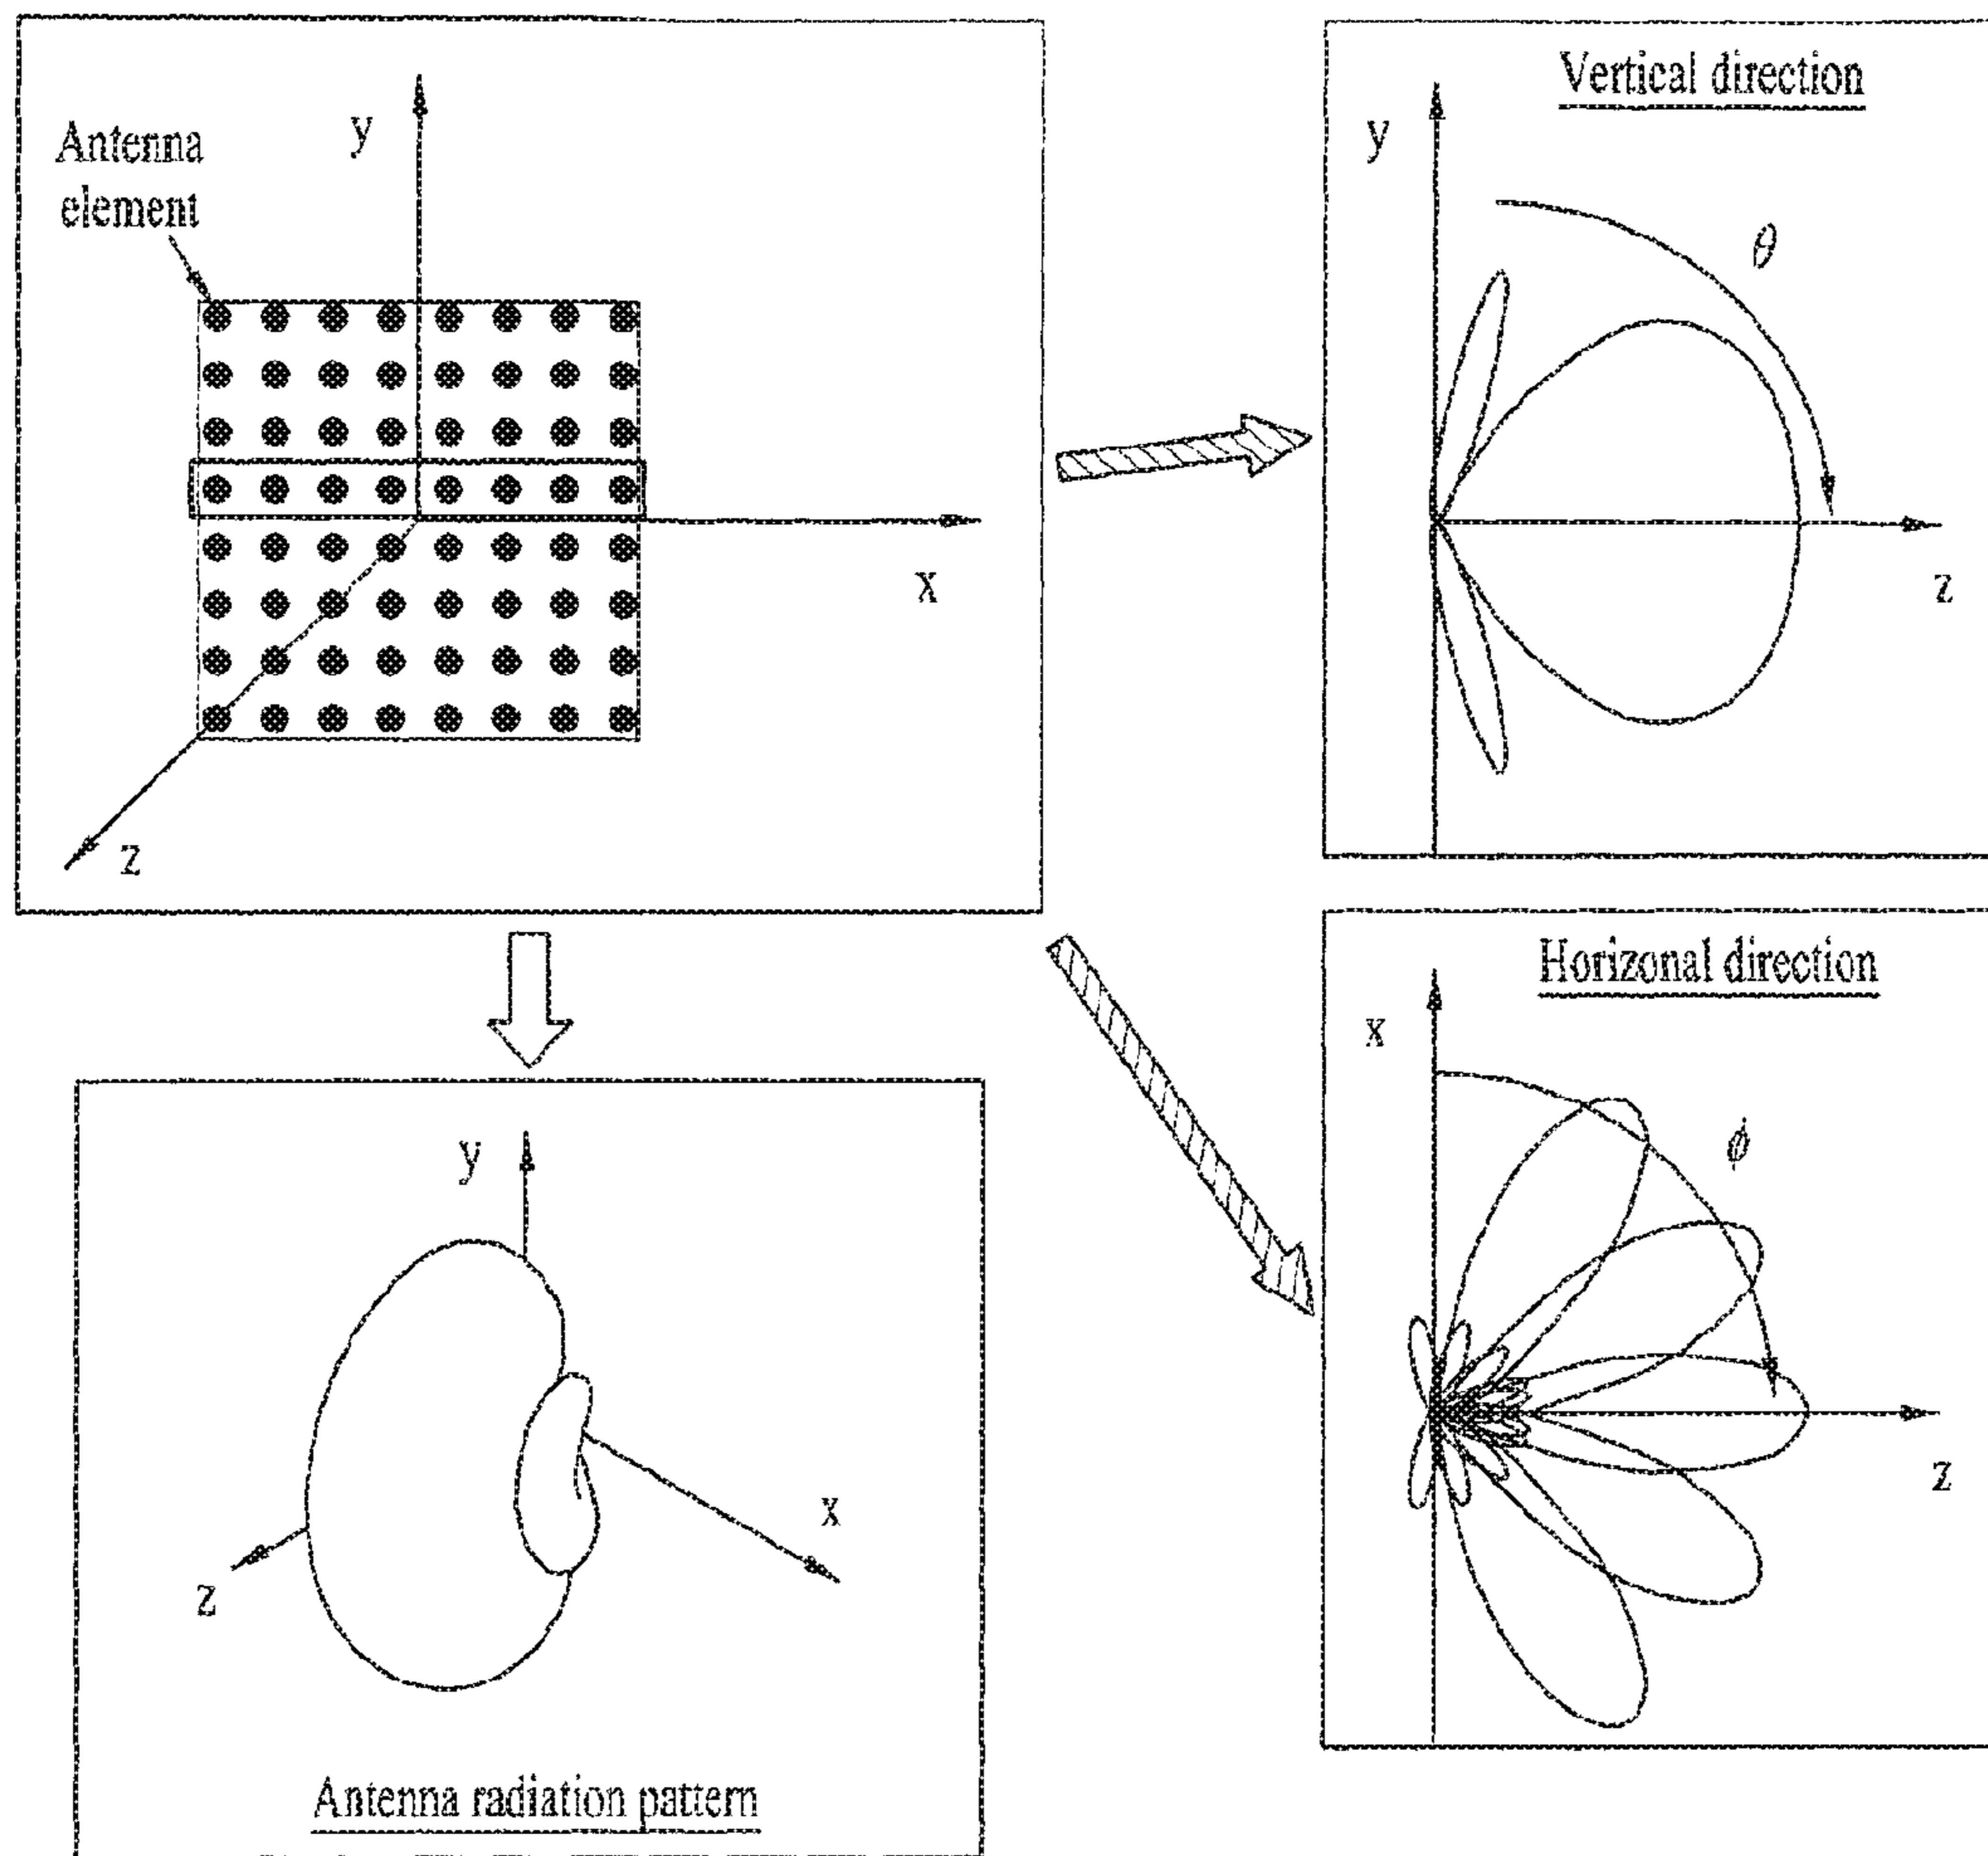 Antenna
element
y
x
z
Vertical direction
y
θ
z
Horizonal direction
x
ϕ
z
y
x
z
Antenna radiation pattern